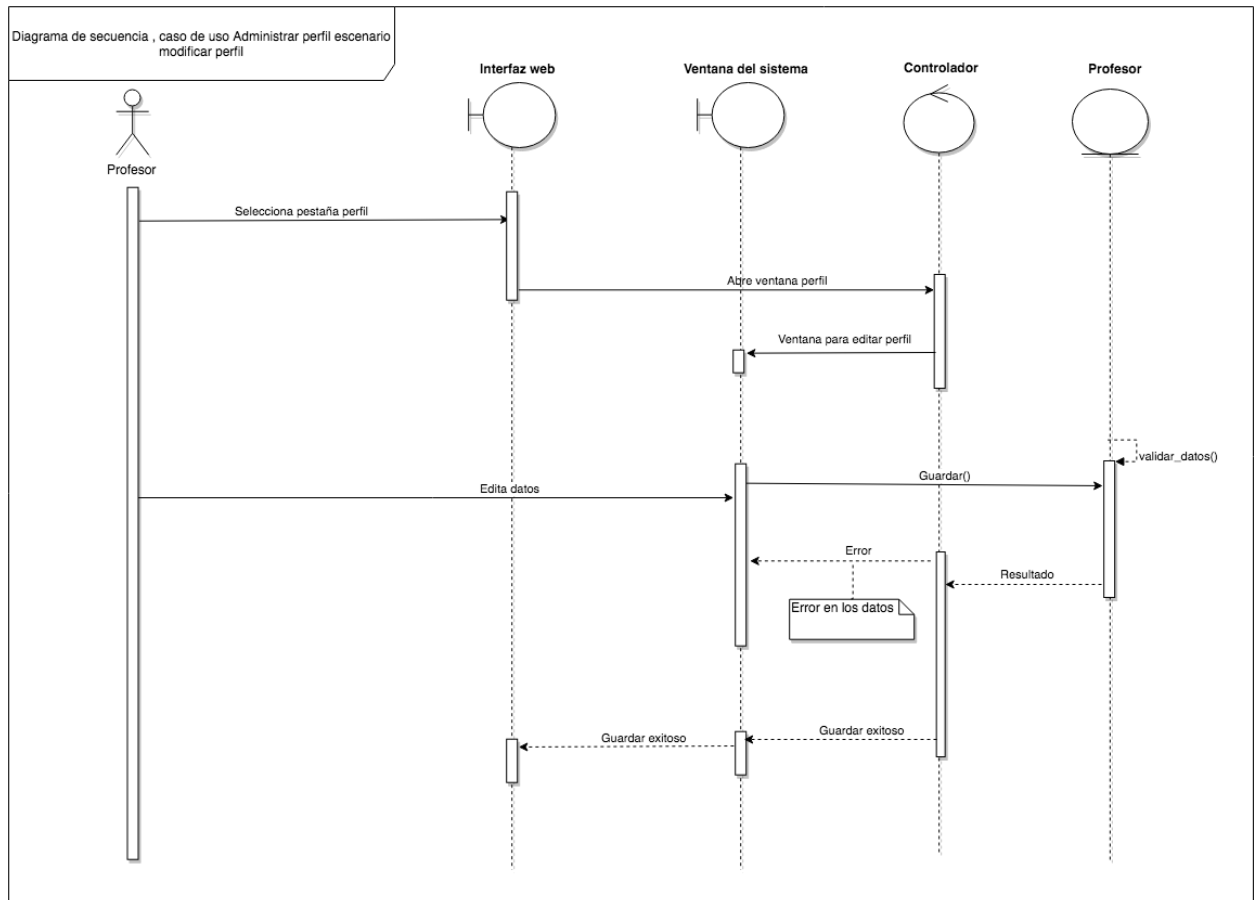 Diagrama de secuencia , caso de uso Administrar perfil escenario
modificar perfil
Interfaz web
Ventana del sistema
Controlador
Profesor
Profesor
Selecciona pestaña perfil
Abre ventana perfil
Ventana para editar perfil
validar_datos()
Guardar()
Edita datos
Error
Resultado
Error en los datos
Guardar exitoso
Guardar exitoso